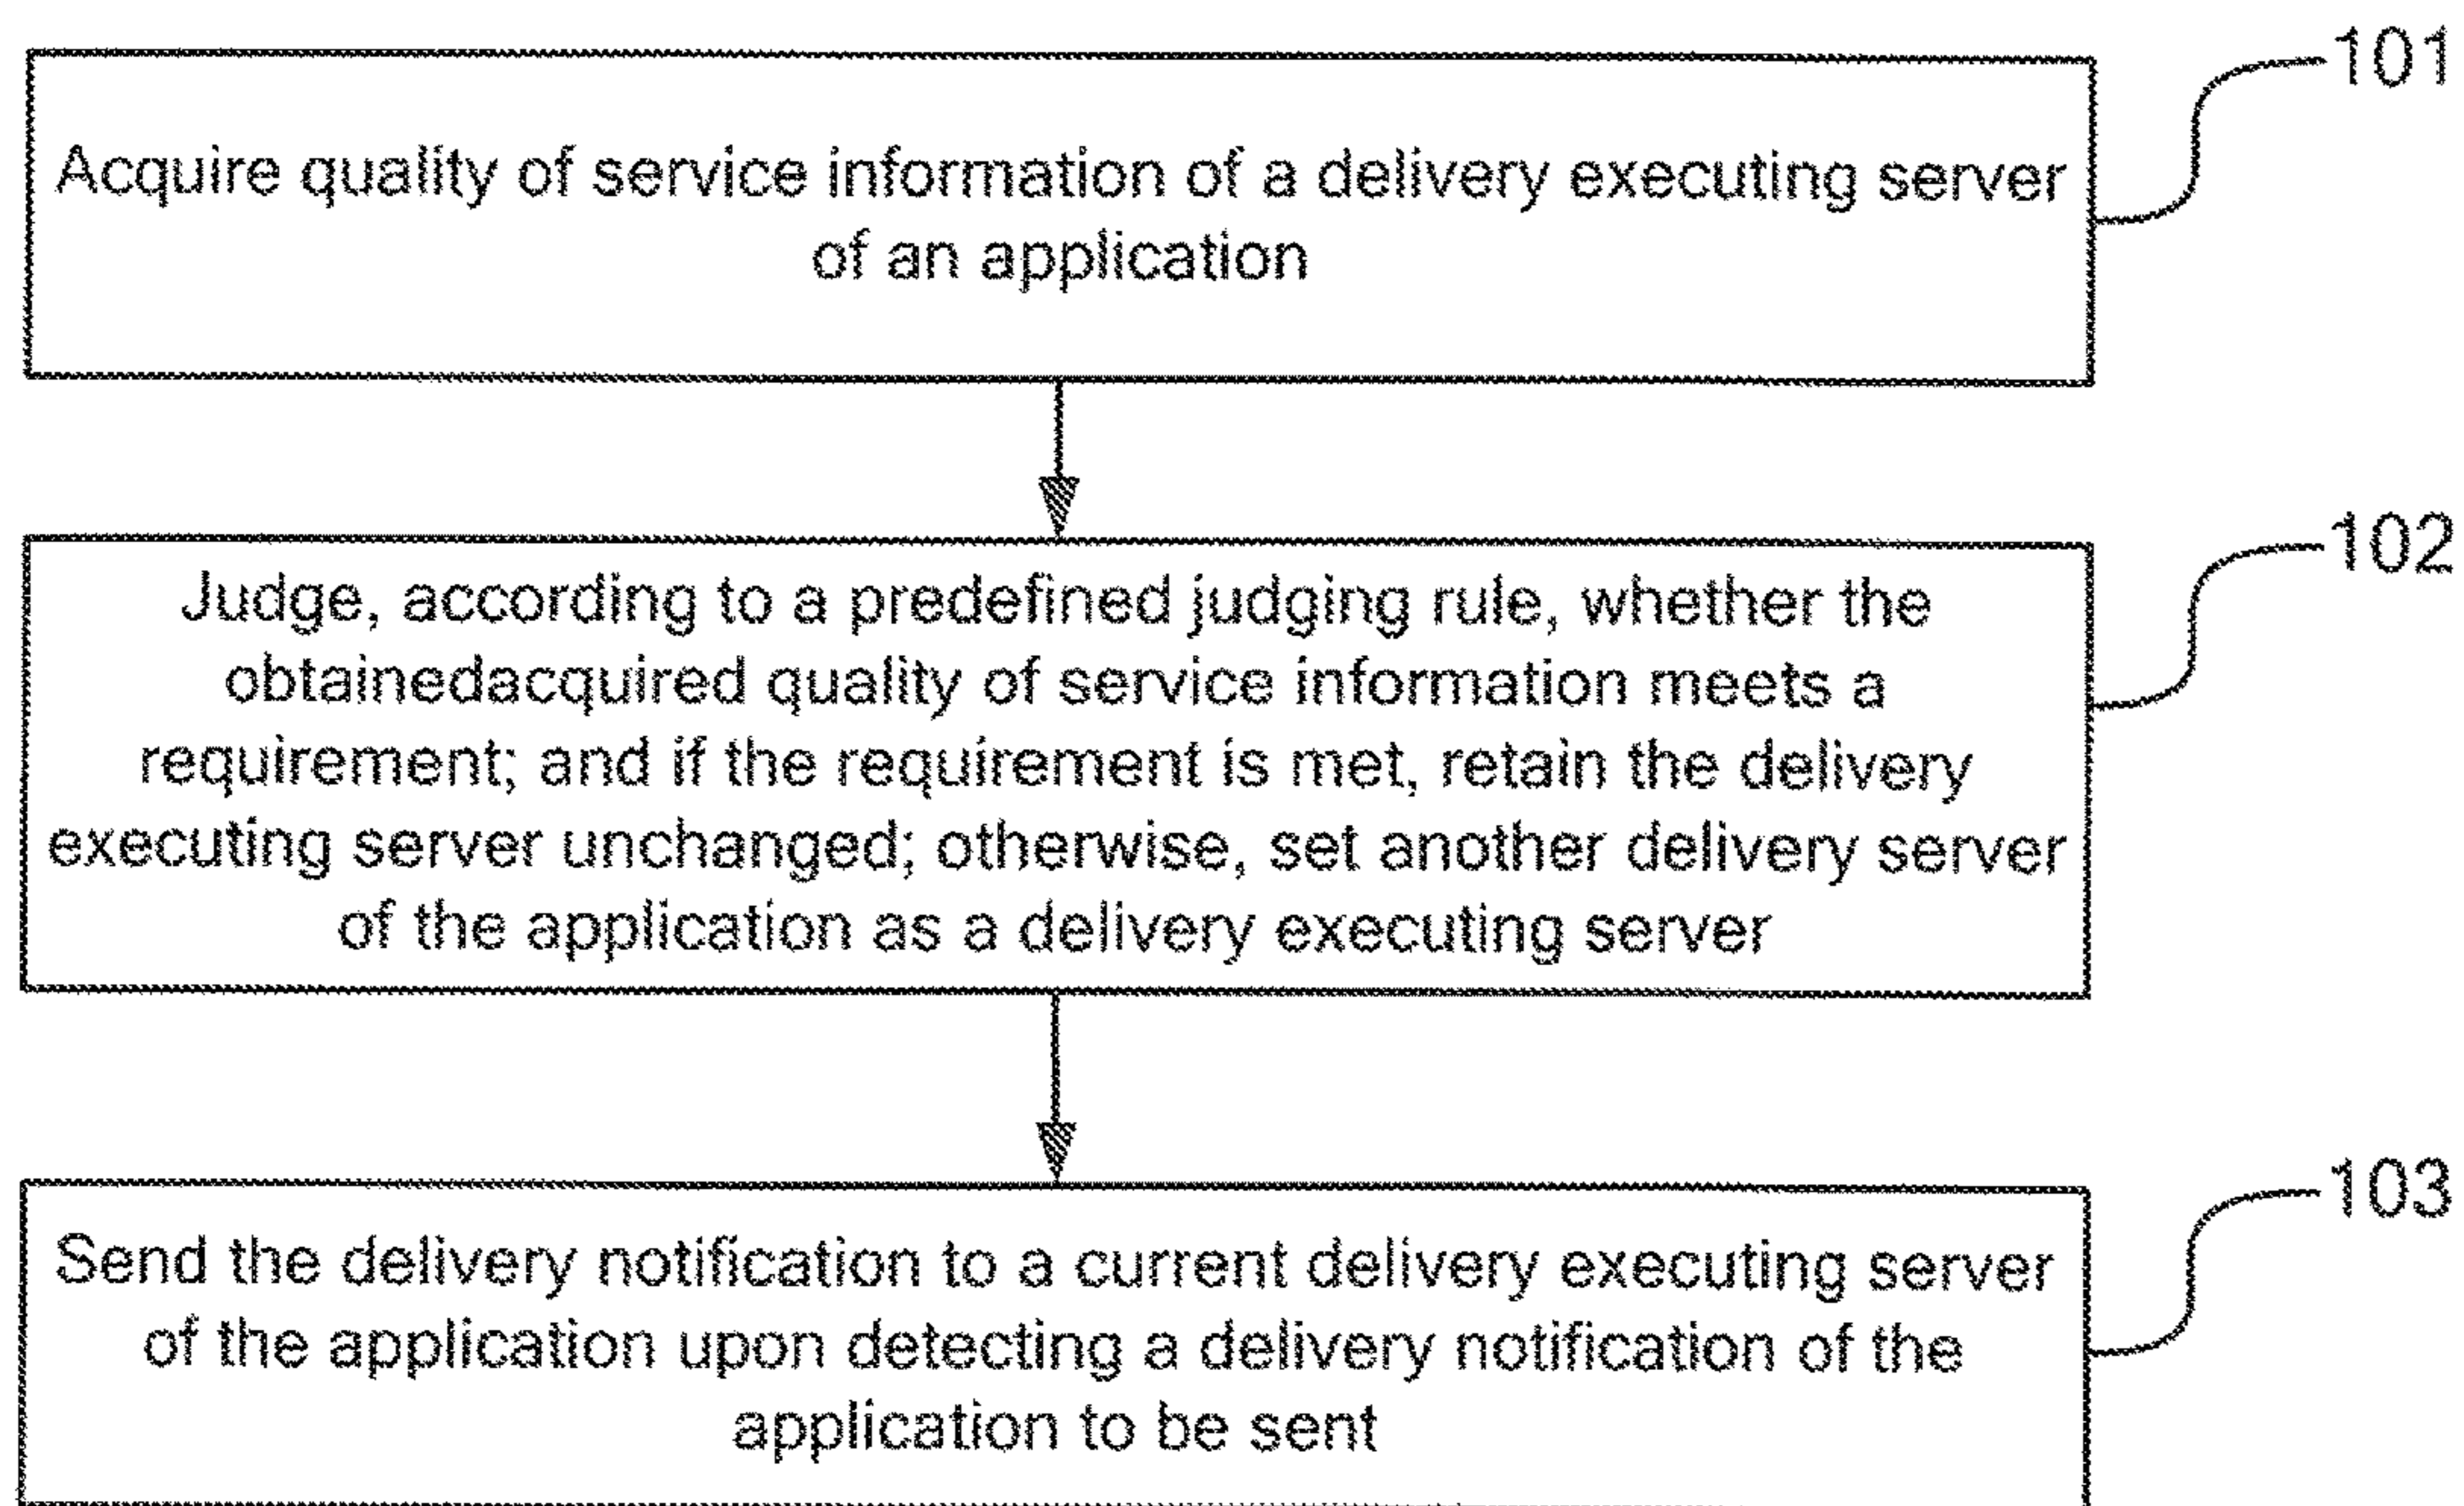 101
Acquire quality of service information of a delivery executing server
of an application
102
Judge, according to a predefined judging rule, whether the
obtainedacquired quality of service information meets a
requirement; and if the requirement is met, retain the delivery
executing server unchanged; otherwise, set another delivery server
of the application as a delivery executing server
103
Send the delivery notification to a current delivery executing server
of the application upon detecting a delivery notification of the
application to be sent